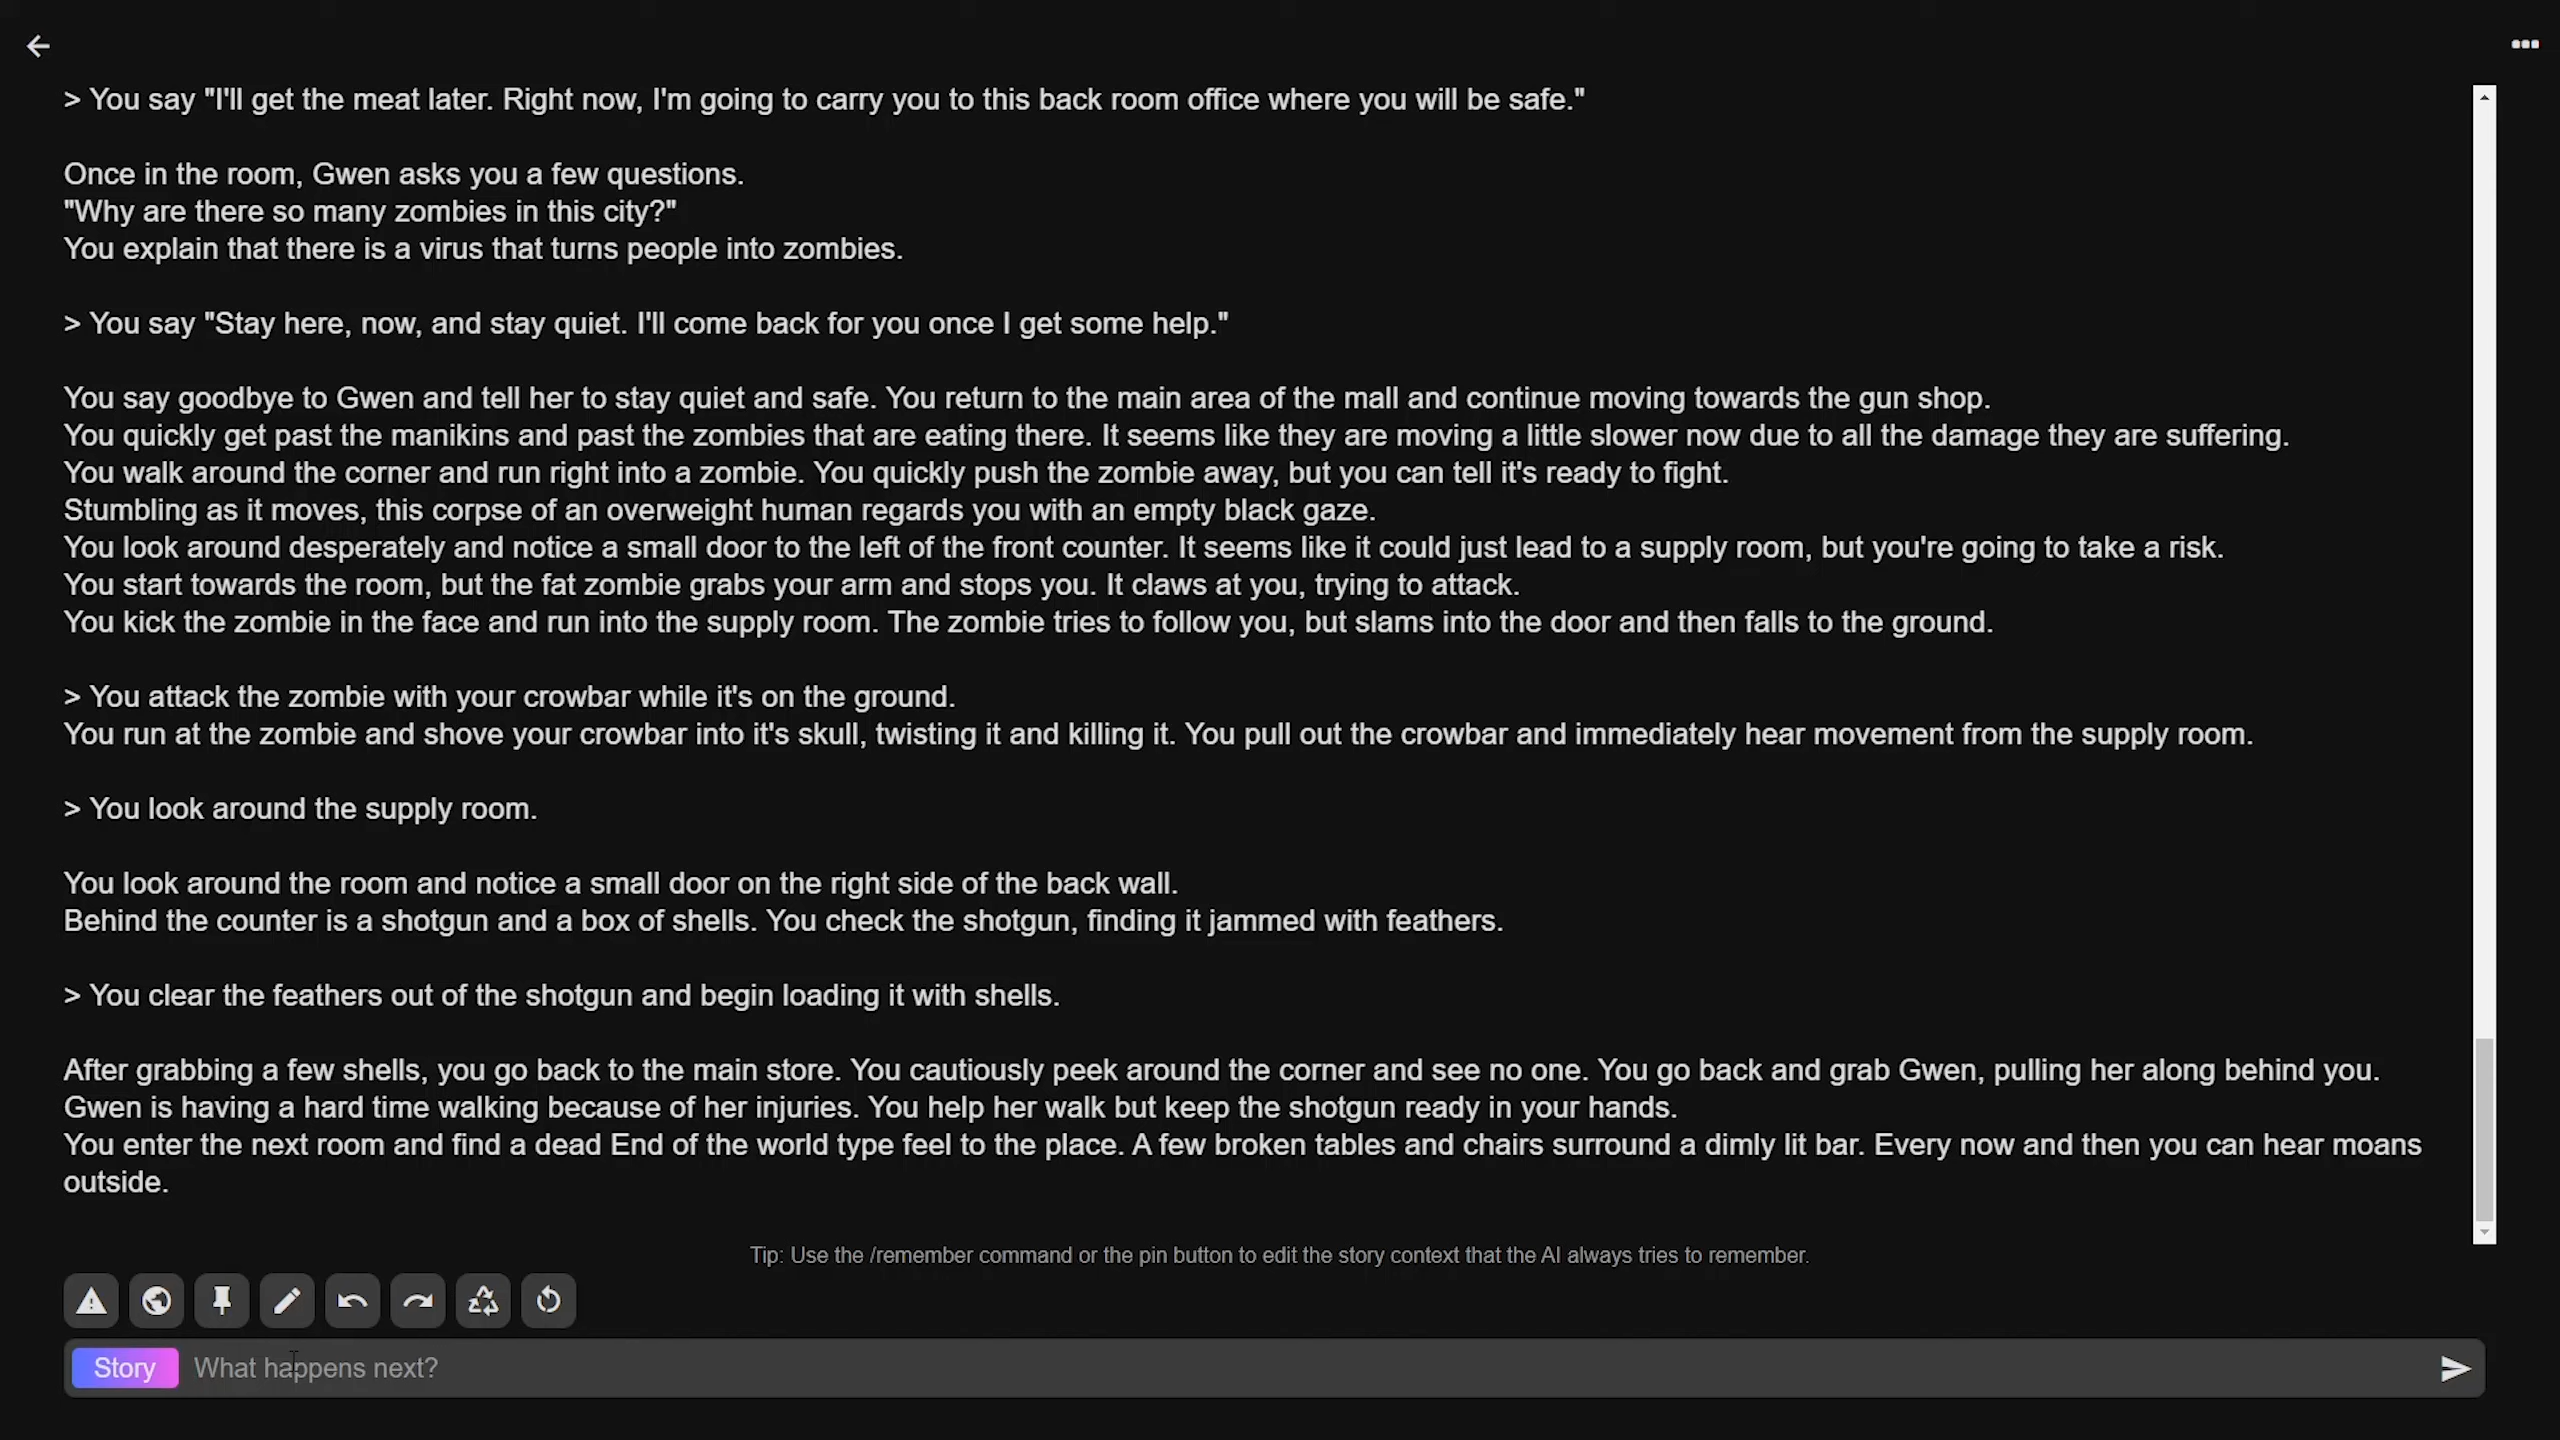 > You say "I'll get the meat later. Right now, I'm going to carry you to this back room office where you will be safe."
Once in the room, Gwen asks you a few questions.
"Why are there so many zombies in this city?"
You explain that there is a virus that turns people into zombies.
> You say "Stay here, now, and stay quiet. I'll come back for you once I get some help."
You say goodbye to Gwen and tell her to stay quiet and safe. You return to the main area of the mall and continue moving towards the gun shop.
You quickly get past the manikins and past the zombies that are eating there. It seems like they are moving a little slower now due to all the damage they are suffering.
You walk around the corner and run right into a zombie. You quickly push the zombie away, but you can tell it's ready to fight.
Stumbling as it moves, this corpse of an overweight human regards you with an empty black gaze.
You look around desperately and notice a small door to the left of the front counter. It seems like it could just lead to a supply room, but you're going to take a risk.
You start towards the room, but the fat zombie grabs your arm and stops you. It claws at you, trying to attack.
You kick the zombie in the face and run into the supply room. The zombie tries to follow you, but slams into the door and then falls to the ground.
> You attack the zombie with your crowbar while it's on the ground.
You run at the zombie and shove your crowbar into it's skull, twisting it and killing it. You pull out the crowbar and immediately hear movement from the supply room.
> You look around the supply room.
You look around the room and notice a small door on the right side of the back wall.
Behind the counter is a shotgun and a box of shells. You check the shotgun, finding it jammed with feathers.
> You clear the feathers out of the shotgun and begin loading it with shells.
After grabbing a few shells, you go back to the main store. You cautiously peek around the corner and see no one. You go back and grab Gwen, pulling her along behind you.
Gwen is having a hard time walking because of her injuries. You help her walk but keep the shotgun ready in your hands.
You enter the next room and find a dead End of the world type feel to the place. A few broken tables and chairs surround a dimly lit bar. Every now and then you can hear moans
outside.
Tip: Use the /remember command or the pin button to edit the story context that the AI always tries to remember.
Story What happens next?